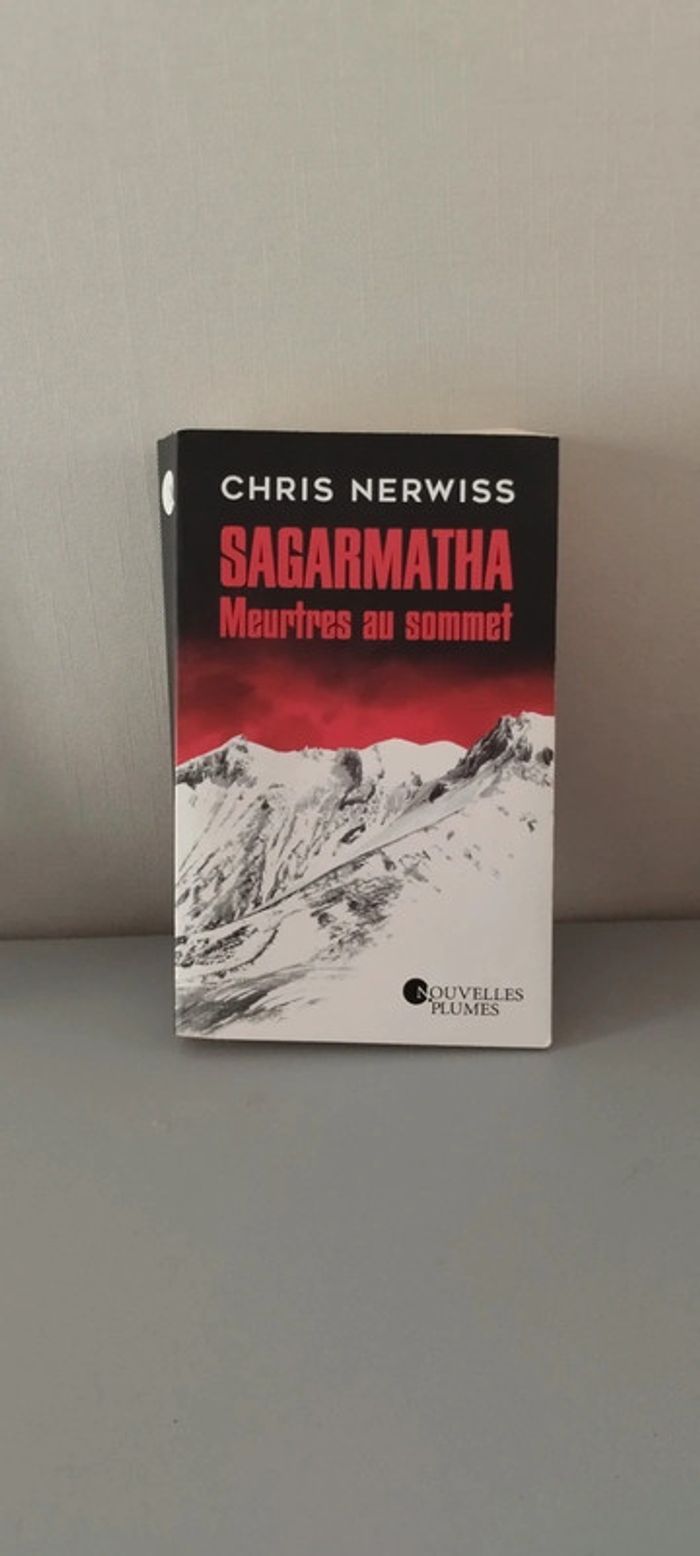 CHRIS NERWISS
SAGARMATHA
Meurtres au sommet
NOUVELLES
PLUMES